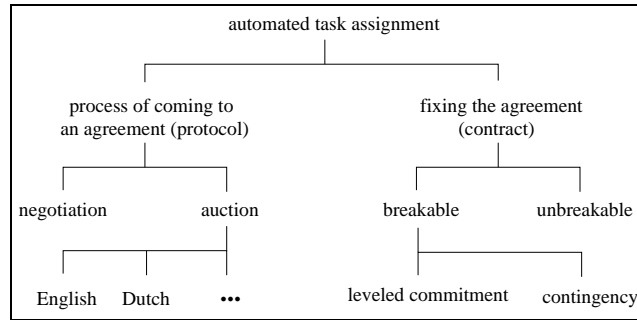 automated task assignment
process of coming to
an agreement (protocol)
fixing the agreement
(contract)
negotiation
auction
breakable
unbreakable
English
Dutch
•••
leveled commitment
contingency